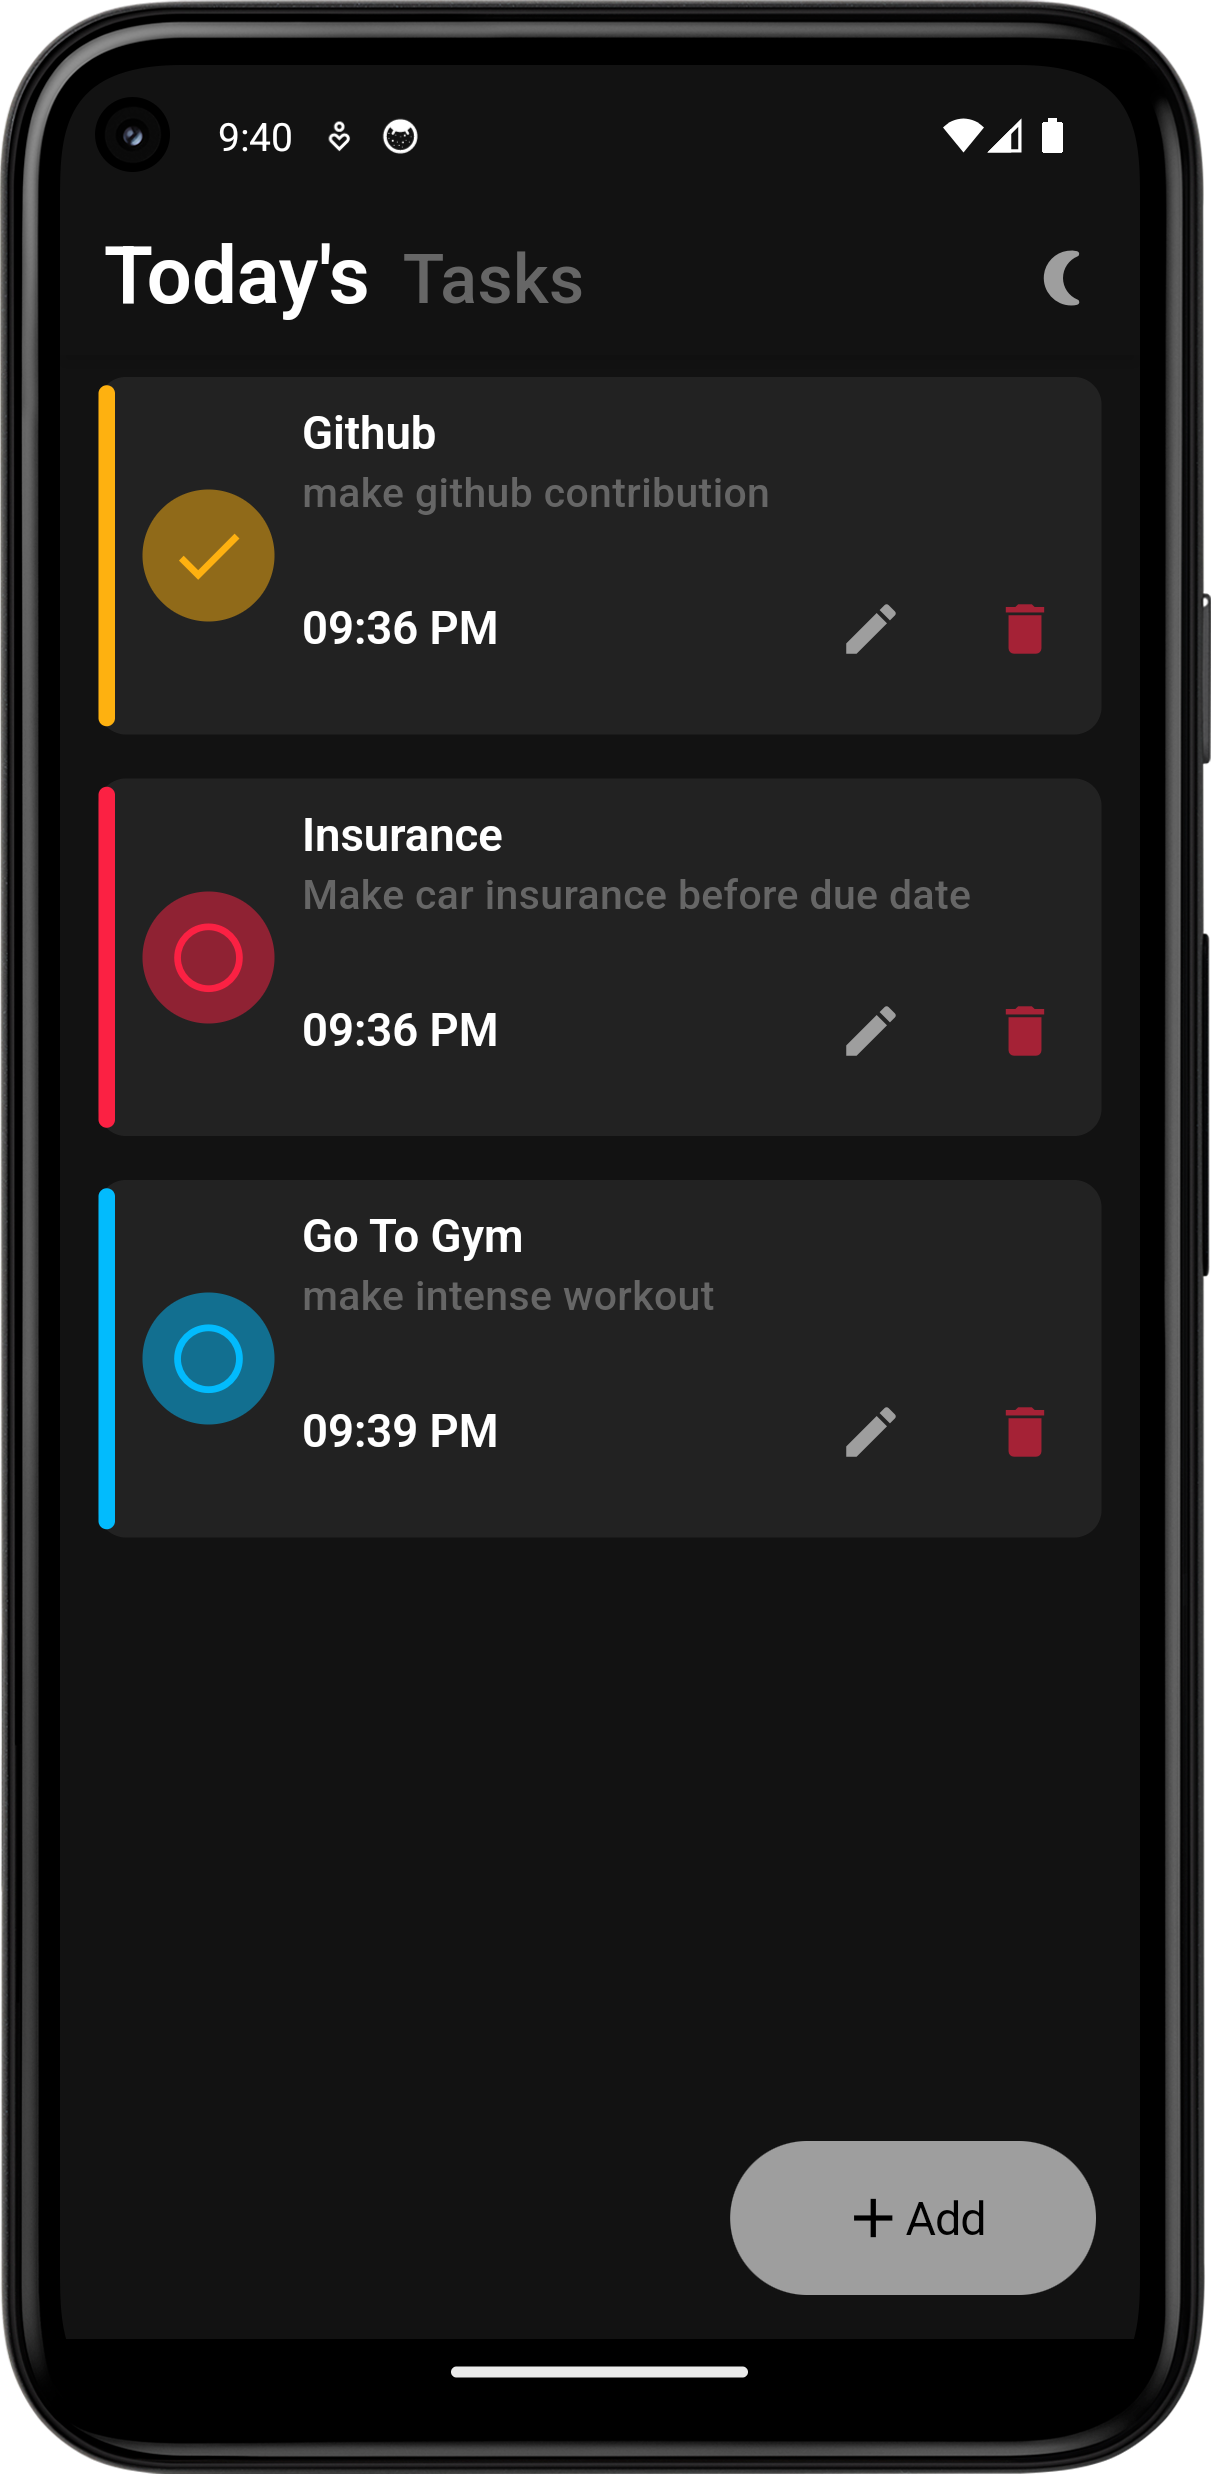 9:40
Today's Tasks
Github
make github contribution
09:36 PM
Insurance
Make car insurance before due date
09:36 PM
Go To Gym
make intense workout
09:39 PM
+ Add